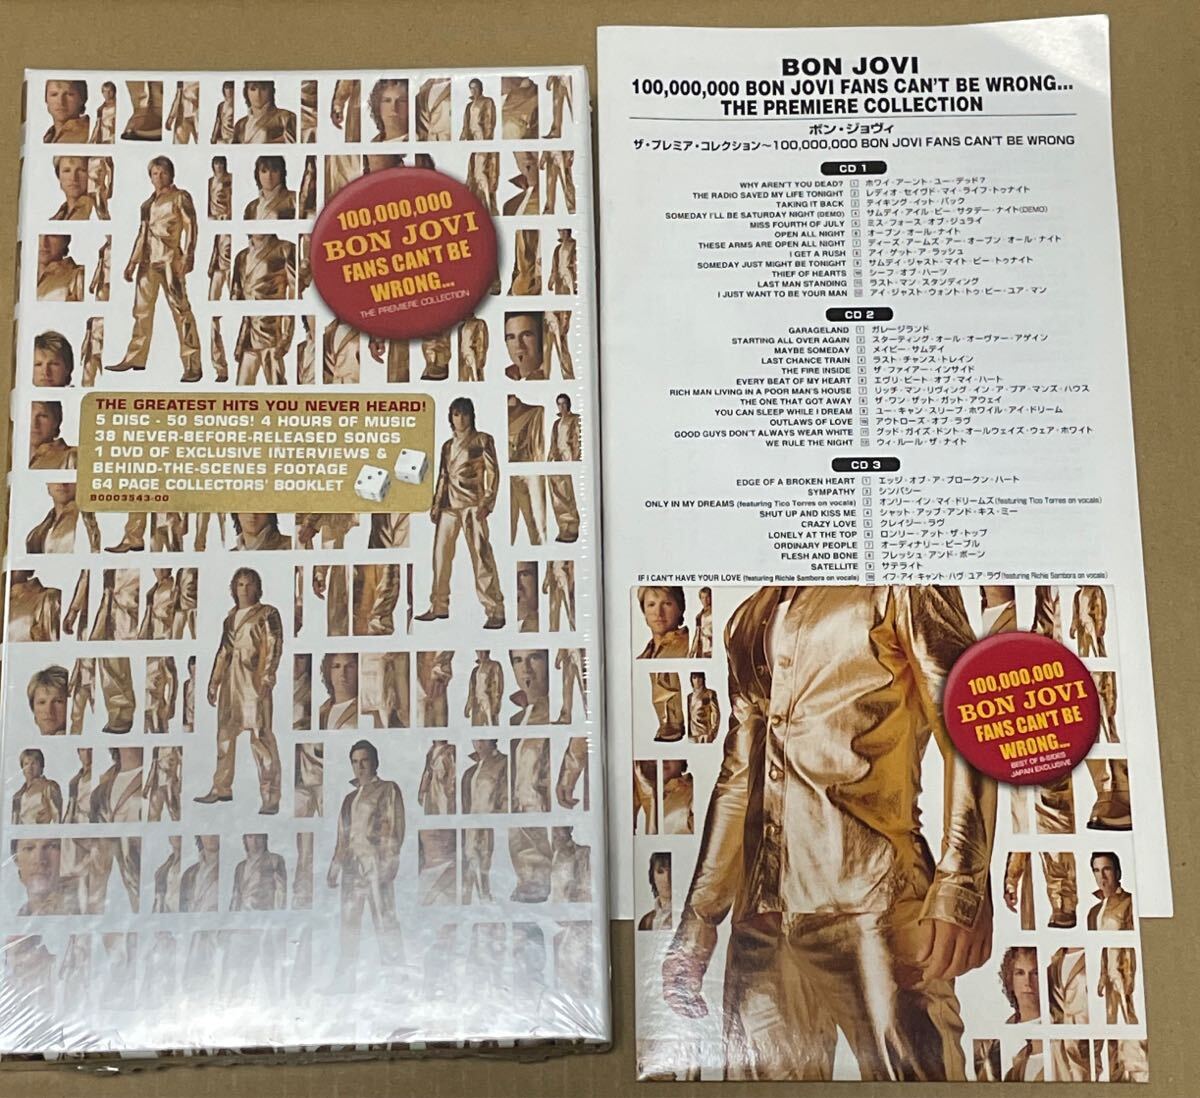 100,000,000
BON JOVI
FANS CAN'T BE
WRONG...
THE PREMIERE COLLECTION
THE GREATEST HITS YOU NEVER HEARD!
5 DISC - 50 SONGS! 4 HOURS OF MUSIC
38 NEVER-BEFORE-RELEASED SONGS
1 DVD OF EXCLUSIVE INTERVIEWS &
BEHIND-THE-SCENES FOOTAGE
64 PAGE COLLECTORS' BOOKLET
B0003543-00
BON JOVI
100,000,000 BON JOVI FANS CAN'T BE WRONG...
THE PREMIERE COLLECTION
ボン・ジョヴィ
ザ・プレミア・コレクション～100,000,000 BON JOVI FANS CAN'T BE WRONG
CD 1
WHY AREN'T YOU DEAD? 1 ホワイ・アーント・ユー・デッド?
THE RADIO SAVED MY LIFE TONIGHT 2 レディオ・セイヴド・マイ・ライフ・トゥナイト
TAKING IT BACK 3 テイキング・イット・バック
SOMEDAY I'LL BE SATURDAY NIGHT (DEMO) 4 サムデイ・アイル・ビー・サタデー・ナイト(DEMO)
MISS FOURTH OF JULY 5 ミス・フォース・オブ・ジュライ
OPEN ALL NIGHT 6 オープン・オール・ナイト
THESE ARMS ARE OPEN ALL NIGHT 7 ディーズ・アームズ・アー・オープン・オール・ナイト
I GET A RUSH 8 アイ・ゲット・ア・ラッシュ
SOMEDAY JUST MIGHT BE TONIGHT 9 サムデイ・ジャスト・マイト・ビー・トゥナイト
THIEF OF HEARTS 10 シーフ・オブ・ハーツ
LAST MAN STANDING 11 ラスト・マン・スタンディング
I JUST WANT TO BE YOUR MAN 12 アイ・ジャスト・ウォント・トゥ・ビー・ユア・マン
CD 2
GARAGELAND 1 ガレージランド
STARTING ALL OVER AGAIN 2 スターティング・オール・オーヴァー・アゲイン
MAYBE SOMEDAY 3 メイビー・サムデイ
LAST CHANCE TRAIN 4 ラスト・チャンス・トレイン
THE FIRE INSIDE 5 ザ・ファイアー・インサイド
EVERY BEAT OF MY HEART 6 エヴリ・ビート・オブ・マイ・ハート
RICH MAN LIVING IN A POOR MAN'S HOUSE 7 リッチ・マン・リヴィング・イン・ア・プア・マンズ・ハウス
THE ONE THAT GOT AWAY 8 ザ・ワン・ザット・ガット・アウェイ
YOU CAN SLEEP WHILE I DREAM 9 ユー・キャン・スリープ・ホワイル・アイ・ドリーム
OUTLAWS OF LOVE 10 アウトローズ・オブ・ラヴ
GOOD GUYS DON'T ALWAYS WEAR WHITE 11 グッド・ガイズ・ドント・オールウェイズ・ウェア・ホワイト
WE RULE THE NIGHT 12 ウィ・ルール・ザ・ナイト
CD 3
EDGE OF A BROKEN HEART 1 エッジ・オブ・ア・ブロークン・ハート
SYMPATHY 2 シンパシー
ONLY IN MY DREAMS (featuring Tico Torres on vocals) 3 オンリー・イン・マイ・ドリームズ(featuring Tico Torres on vocals)
SHUT UP AND KISS ME 4 シャット・アップ・アンド・キス・ミー
CRAZY LOVE 5 クレイジー・ラヴ
LONELY AT THE TOP 6 ロンリー・アット・ザ・トップ
ORDINARY PEOPLE 7 オーディナリー・ピープル
FLESH AND BONE 8 フレッシュ・アンド・ボーン
SATELLITE 9 サテライト
IF I CAN'T HAVE YOUR LOVE (featuring Richie Sambora on vocals) 10 イフ・アイ・キャント・ハヴ・ユア・ラヴ(featuring Richie Sambora on vocals)
100,000,000
BON JOVI
FANS CAN'T BE
WRONG...
BEST OF B-SIDES
JAPAN EXCLUSIVE